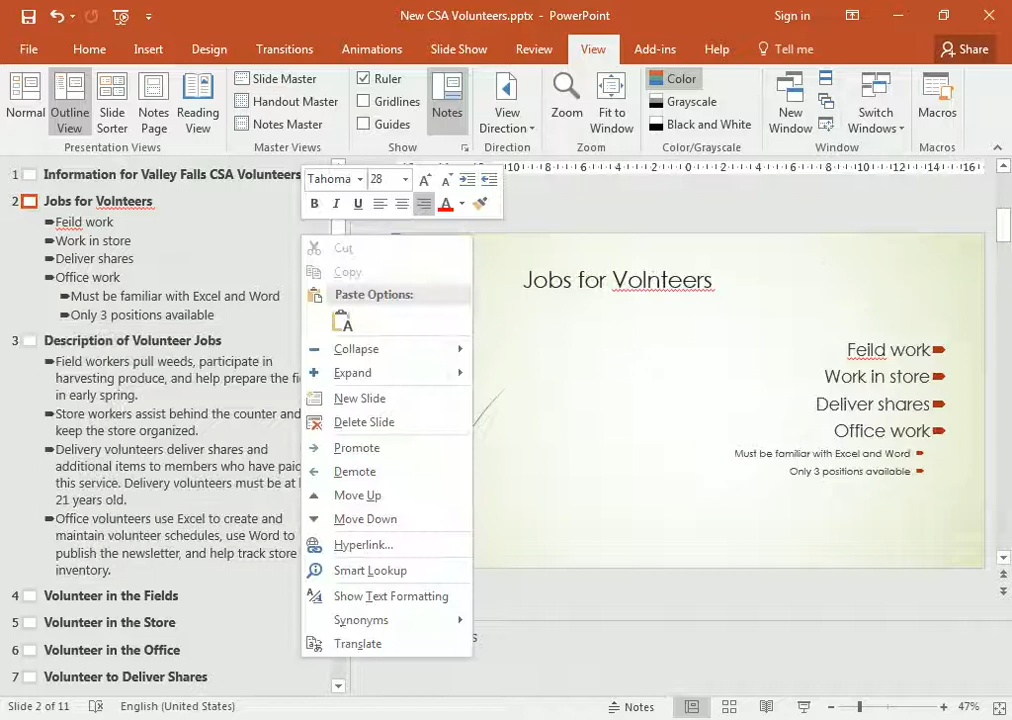 New CSA Volunteers.pptx - PowerPoint
Sign in
File Home Insert Design Transitions Animations Slide Show Review View Add-ins Help Tell me Share
Normal
Outline View
Slide Sorter
Notes Page
Reading View
Presentation Views
Slide Master
Handout Master
Notes Master
Master Views
Ruler
Gridlines
Guides
Notes
Show
View Direction
Direction
Zoom
Fit to Window
Zoom
Color
Grayscale
Black and White
Color/Grayscale
New Window
Switch Windows
Window
Macros
Macros
1 Information for Valley Falls CSA Volunteers
2 Jobs for Volnteers
Feild work
Work in store
Deliver shares
Office work
Must be familiar with Excel and Word
Only 3 positions available
3 Description of Volunteer Jobs
Field workers pull weeds, participate in
harvesting produce, and help prepare the fi
in early spring.
Store workers assist behind the counter and
keep the store organized.
Delivery volunteers deliver shares and
additional items to members who have paid
this service. Delivery volunteers must be at l
21 years old.
Office volunteers use Excel to create and
maintain volunteer schedules, use Word to
publish the newsletter, and help track store
inventory.
4 Volunteer in the Fields
5 Volunteer in the Store
6 Volunteer in the Office
7 Volunteer to Deliver Shares
Tahoma 28
B I U A
Cut
Copy
Paste Options:
Collapse
Expand
New Slide
Delete Slide
Promote
Demote
Move Up
Move Down
Hyperlink...
Smart Lookup
Show Text Formatting
Synonyms
Translate
Jobs for Volnteers
Feild work
Work in store
Deliver shares
Office work
Must be familiar with Excel and Word
Only 3 positions available
Slide 2 of 11
English (United States)
Notes
47%